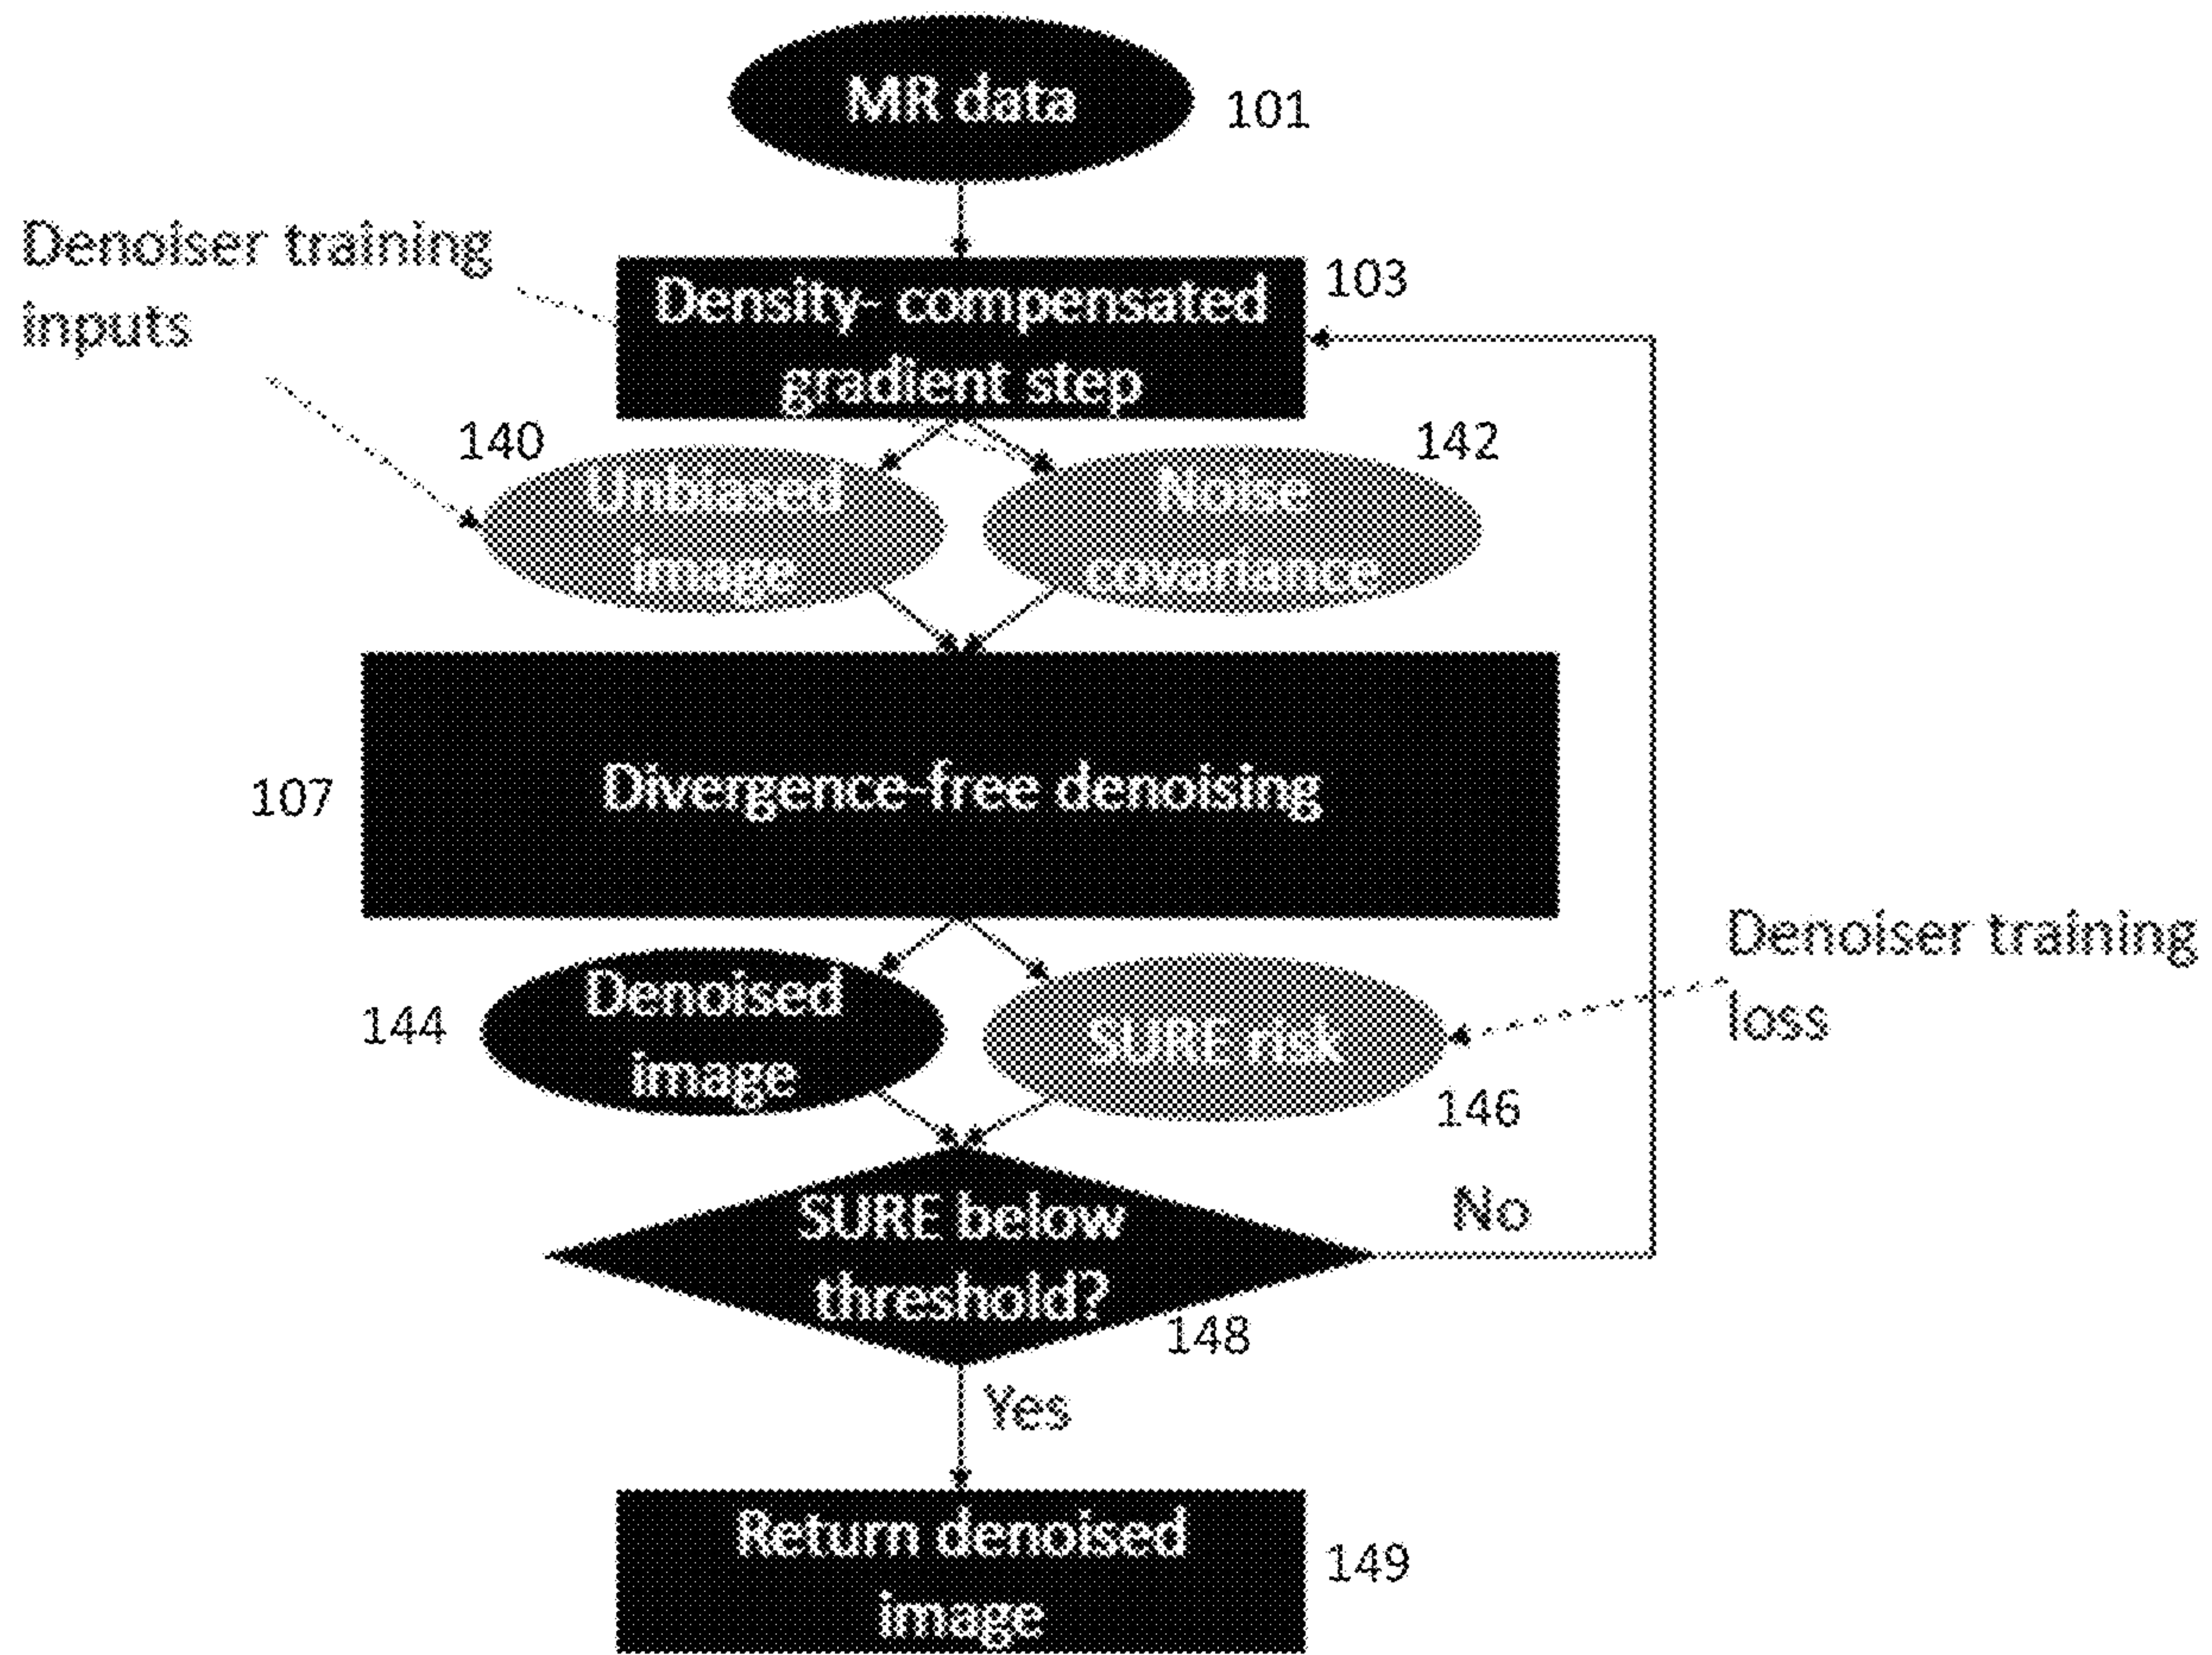 MR data
101
Denoiser training
inputs
103
Density- compensated
gradient step
140
142
Unbiased
image
Noise
covariance
107
Divergence-free denoising
Denoiser training
loss
144
Denoised
image
SURE risk
146
No
SURE below
threshold?
148
Yes
Return denoised
image
149